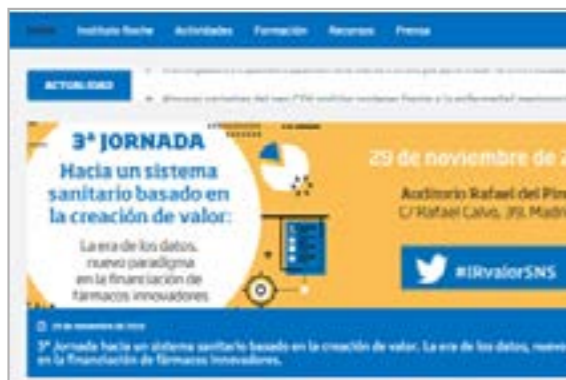 Instituto Roche Actividades Formación Recursos Prensa
ACTUALIDAD
3ª JORNADA
Hacia un sistema
sanitario basado en
la creación de valor:
La era de los datos,
nuevo paradigma
en la financiación de
fármacos innovadores
29 de noviembre de 2
Auditorio Rafael del Pin
C/ Rafael Calvo, 39. Madri
#IRvalorSNS
3ª Jornada hacia un sistema sanitario basado en la creación de valor. La era de los datos, nuevo
en la financiación de fármacos innovadores.